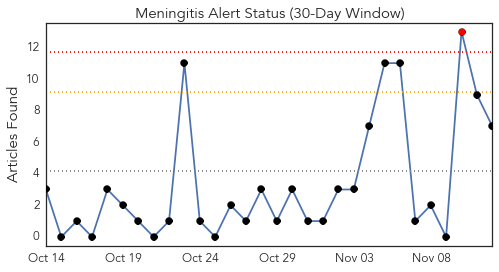 Meningitis Alert Status (30-Day Window)
Articles Found
12
10
8
6
4
2
0
Oct 14
Oct 19
Oct 24
Oct 29
Nov 03
Nov 08